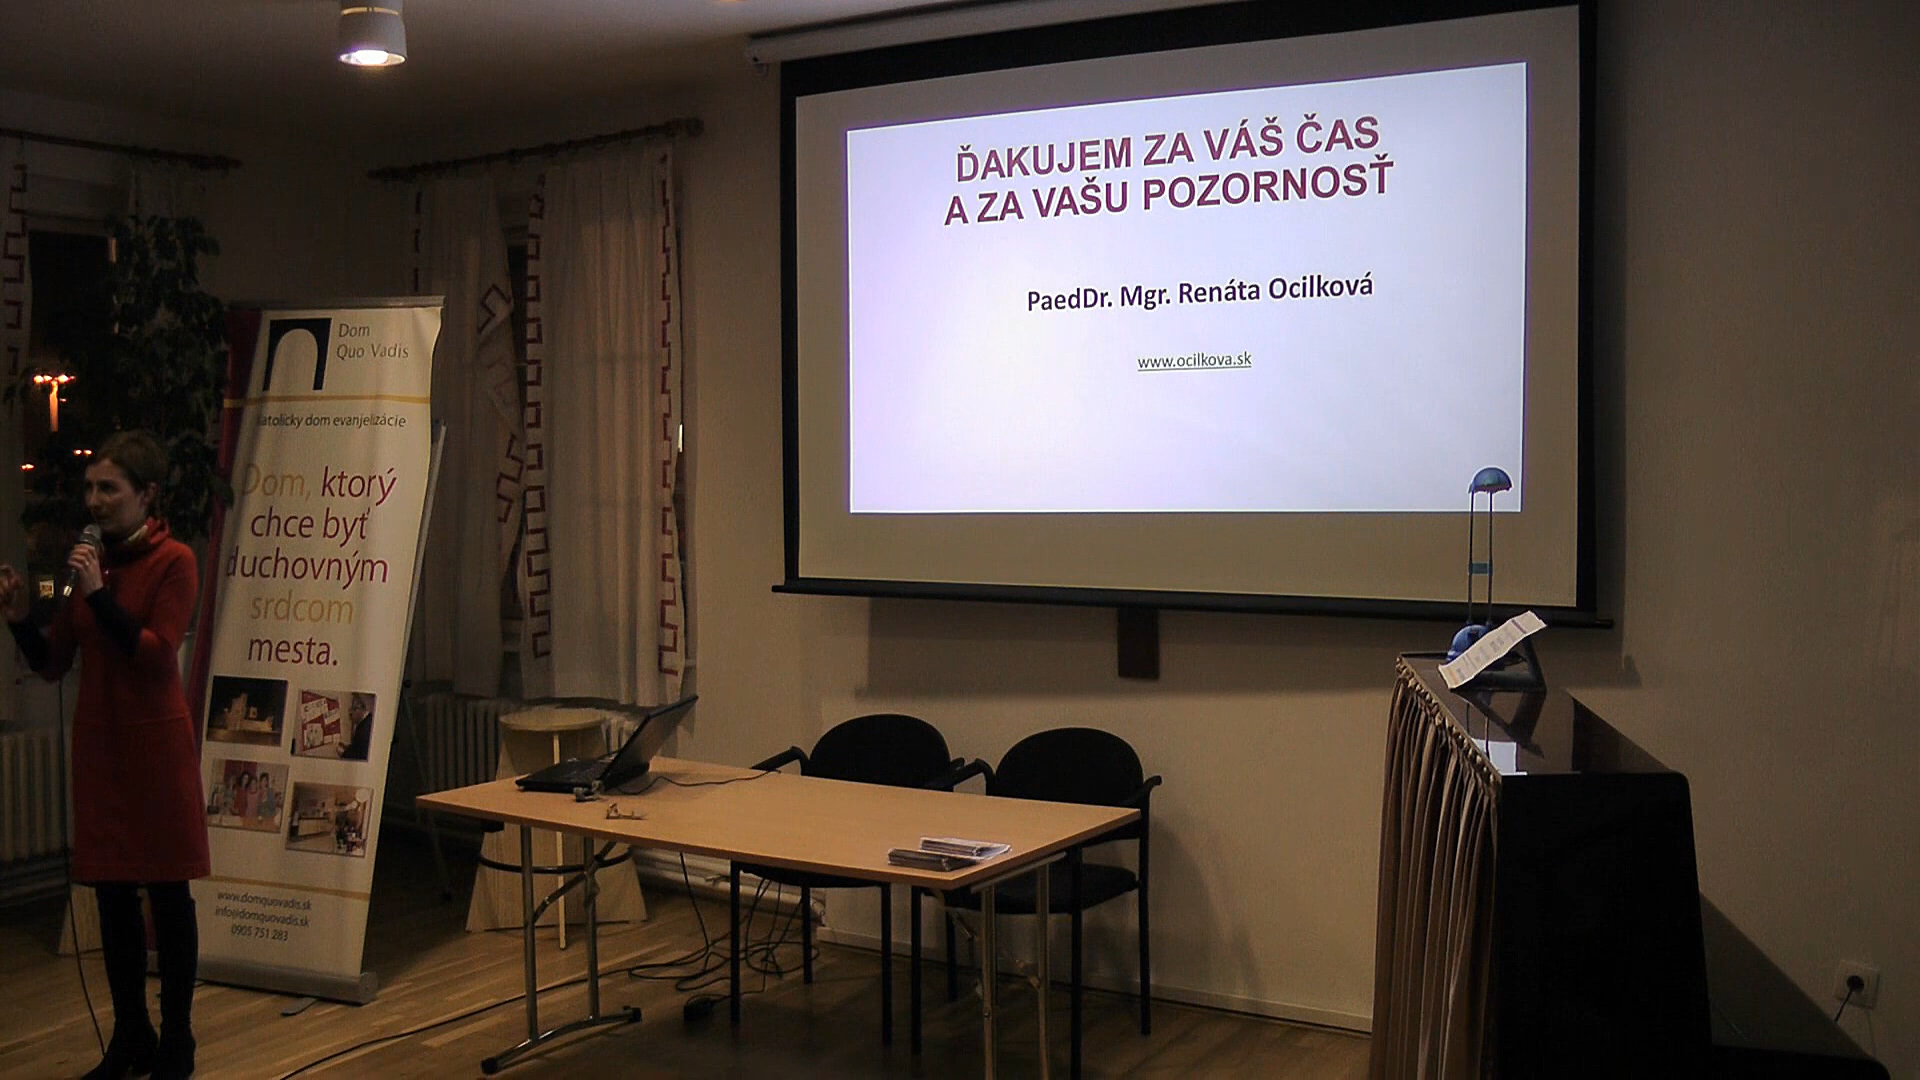 ĎAKUJEM ZA VÁŠ ČAS
A ZA VAŠU POZORNOSŤ
PaedDr. Mgr. Renáta Ocilková
www.ocilkova.sk
Dom
Quo Vadis
katolícky dom evanjelizácie
Dom, ktorý
chce byť
duchovným
srdcom
mesta.
www.domquovadis.sk
info@domquovadis.sk
0905 751 283